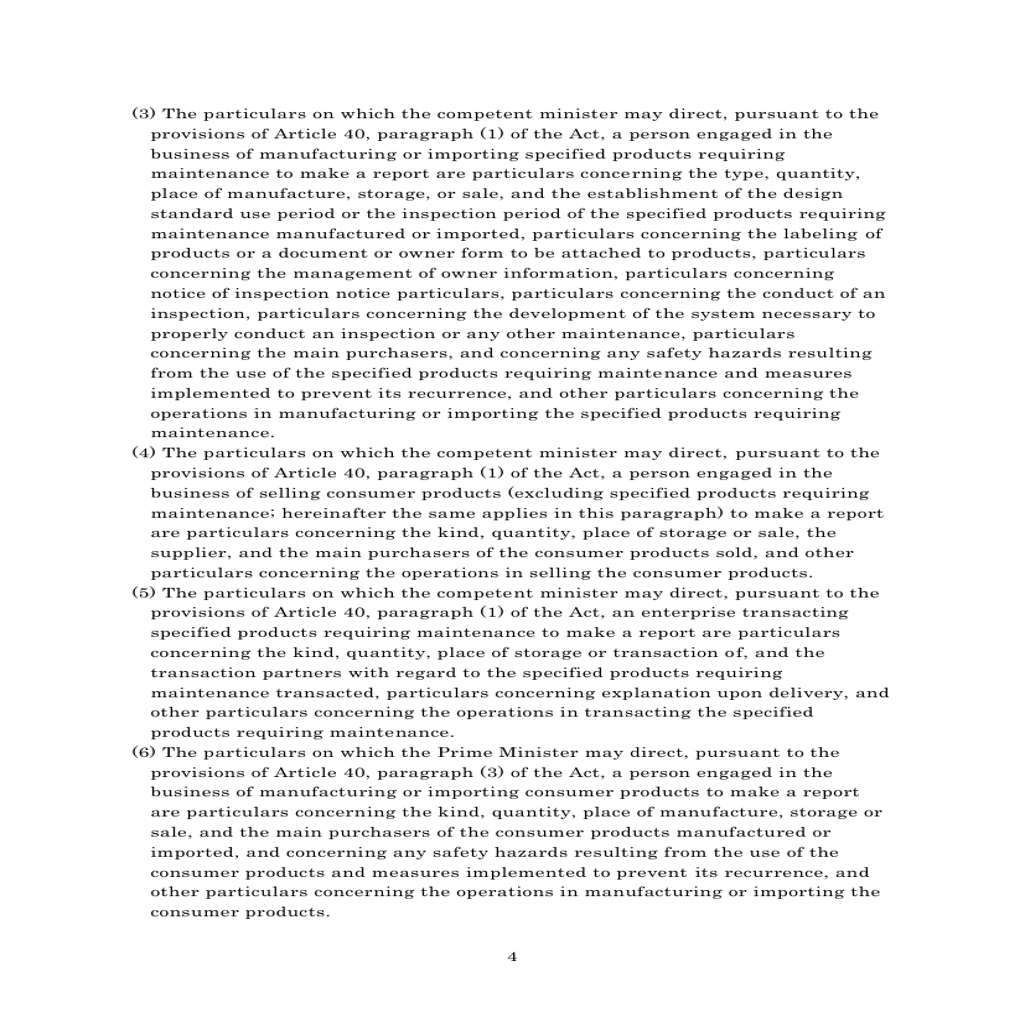 (3) The particulars on which the competent minister may direct, pursuant to the
provisions of Article 40, paragraph (1) of the Act, a person engaged in the
business of manufacturing or importing specified products requiring
maintenance to make a report are particulars concerning the type, quantity,
place of manufacture, storage, or sale, and the establishment of the design
standard use period or the inspection period of the specified products requiring
maintenance manufactured or imported, particulars concerning the labeling of
products or a document or owner form to be attached to products, particulars
concerning the management of owner information, particulars concerning
notice of inspection notice particulars, particulars concerning the conduct of an
inspection, particulars concerning the development of the system necessary to
properly conduct an inspection or any other maintenance, particulars
concerning the main purchasers, and concerning any safety hazards resulting
from the use of the specified products requiring maintenance and measures
implemented to prevent its recurrence, and other particulars concerning the
operations in manufacturing or importing the specified products requiring
maintenance.
(4) The particulars on which the competent minister may direct, pursuant to the
provisions of Article 40, paragraph (1) of the Act, a person engaged in the
business of selling consumer products (excluding specified products requiring
maintenance; hereinafter the same applies in this paragraph) to make a report
are particulars concerning the kind, quantity, place of storage or sale, the
supplier, and the main purchasers of the consumer products sold, and other
particulars concerning the operations in selling the consumer products.
(5) The particulars on which the competent minister may direct, pursuant to the
provisions of Article 40, paragraph (1) of the Act, an enterprise transacting
specified products requiring maintenance to make a report are particulars
concerning the kind, quantity, place of storage or transaction of, and the
transaction partners with regard to the specified products requiring
maintenance transacted, particulars concerning explanation upon delivery, and
other particulars concerning the operations in transacting the specified
products requiring maintenance.
(6) The particulars on which the Prime Minister may direct, pursuant to the
provisions of Article 40, paragraph (3) of the Act, a person engaged in the
business of manufacturing or importing consumer products to make a report
are particulars concerning the kind, quantity, place of manufacture, storage or
sale, and the main purchasers of the consumer products manufactured or
imported, and concerning any safety hazards resulting from the use of the
consumer products and measures implemented to prevent its recurrence, and
other particulars concerning the operations in manufacturing or importing the
consumer products.
4